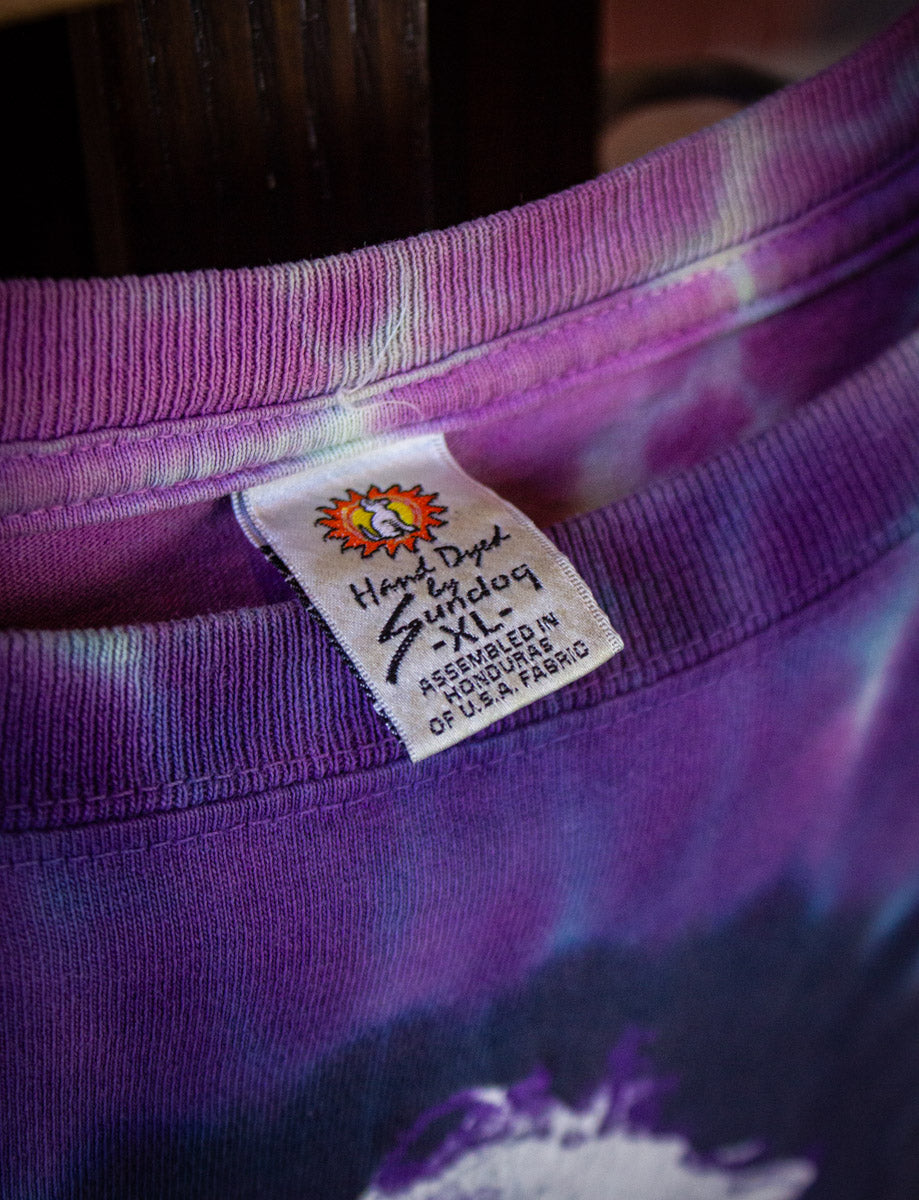 Hand Dyed
by
Sundog
-XL-
ASSEMBLED IN
HONDURAS
OF U.S.A. FABRIC